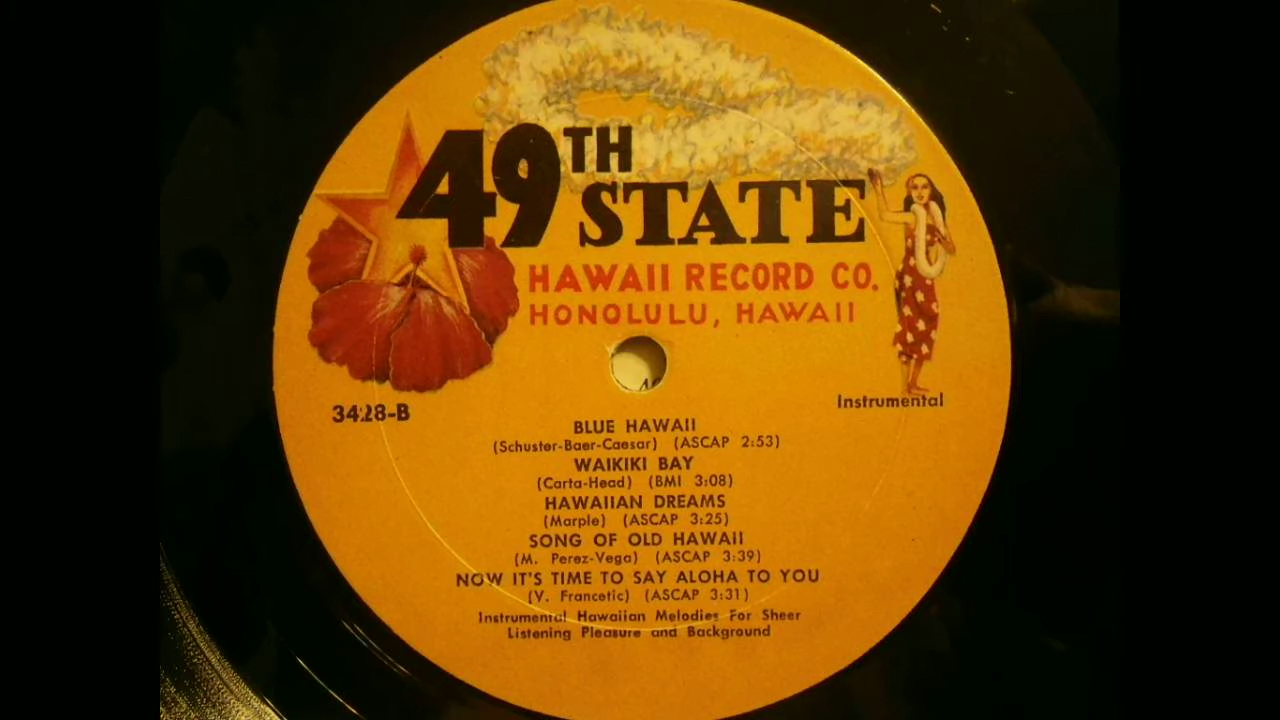 49TH
STATE
HAWAII RECORD CO.
HONOLULU, HAWAII
3428-B
Instrumental
BLUE HAWAII
(Schuster-Baer-Caesar) (ASCAP 2:53)
WAIKIKI BAY
(Carta-Head) (BMI 3:08)
HAWAIIAN DREAMS
(Marple) (ASCAP 3:25)
SONG OF OLD HAWAII
(M. Perez-Vega) (ASCAP 3:39)
NOW IT'S TIME TO SAY ALOHA TO YOU
(V. Francetic) (ASCAP 3:31)
Instrumental Hawaiian Melodies For Sheer
Listening Pleasure and Background